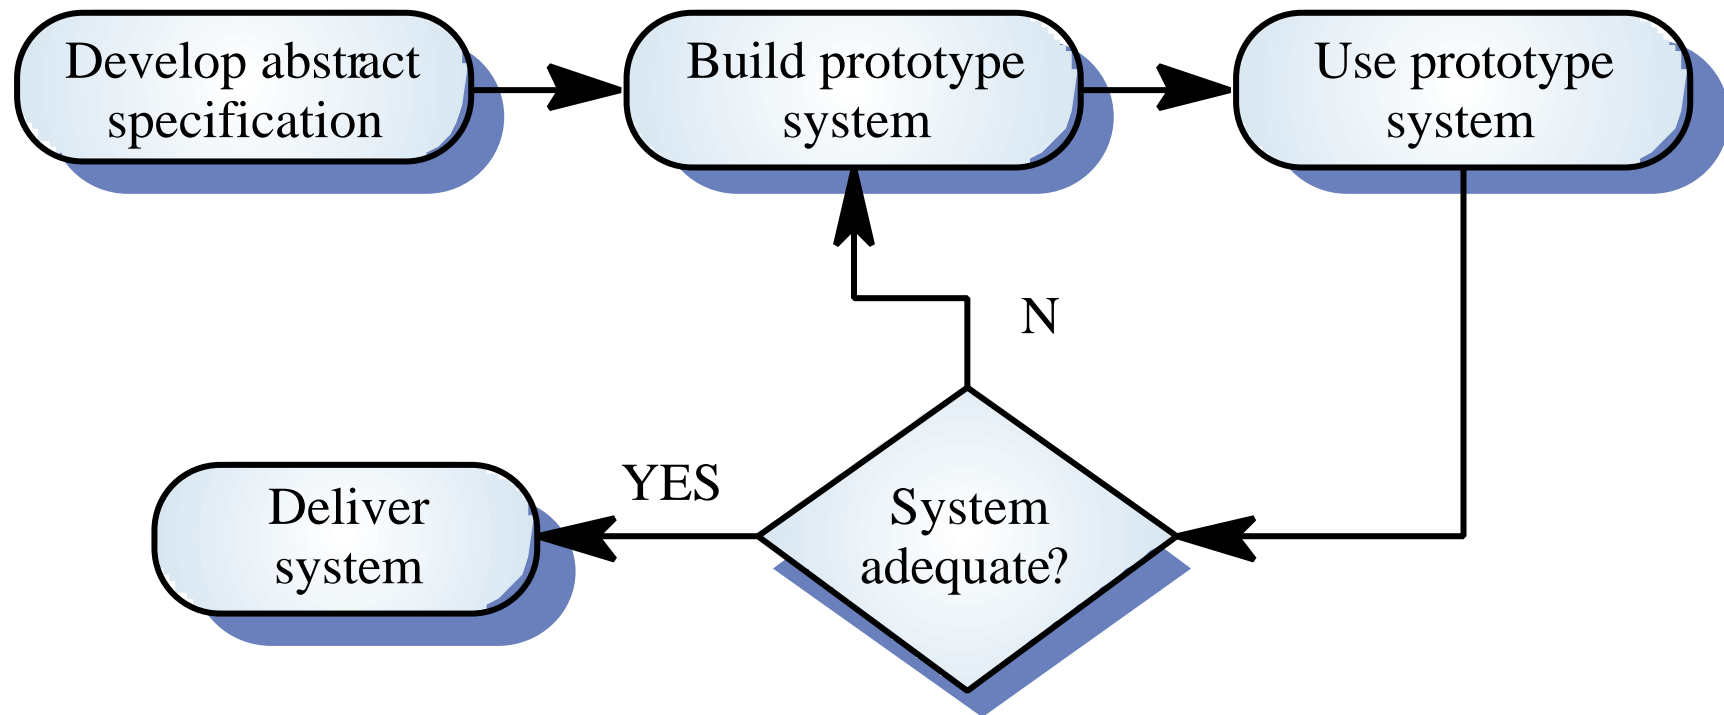 Develop abstract
specification
Build prototype
system
Use prototype
system
N
YES
Deliver
system
System
adequate?